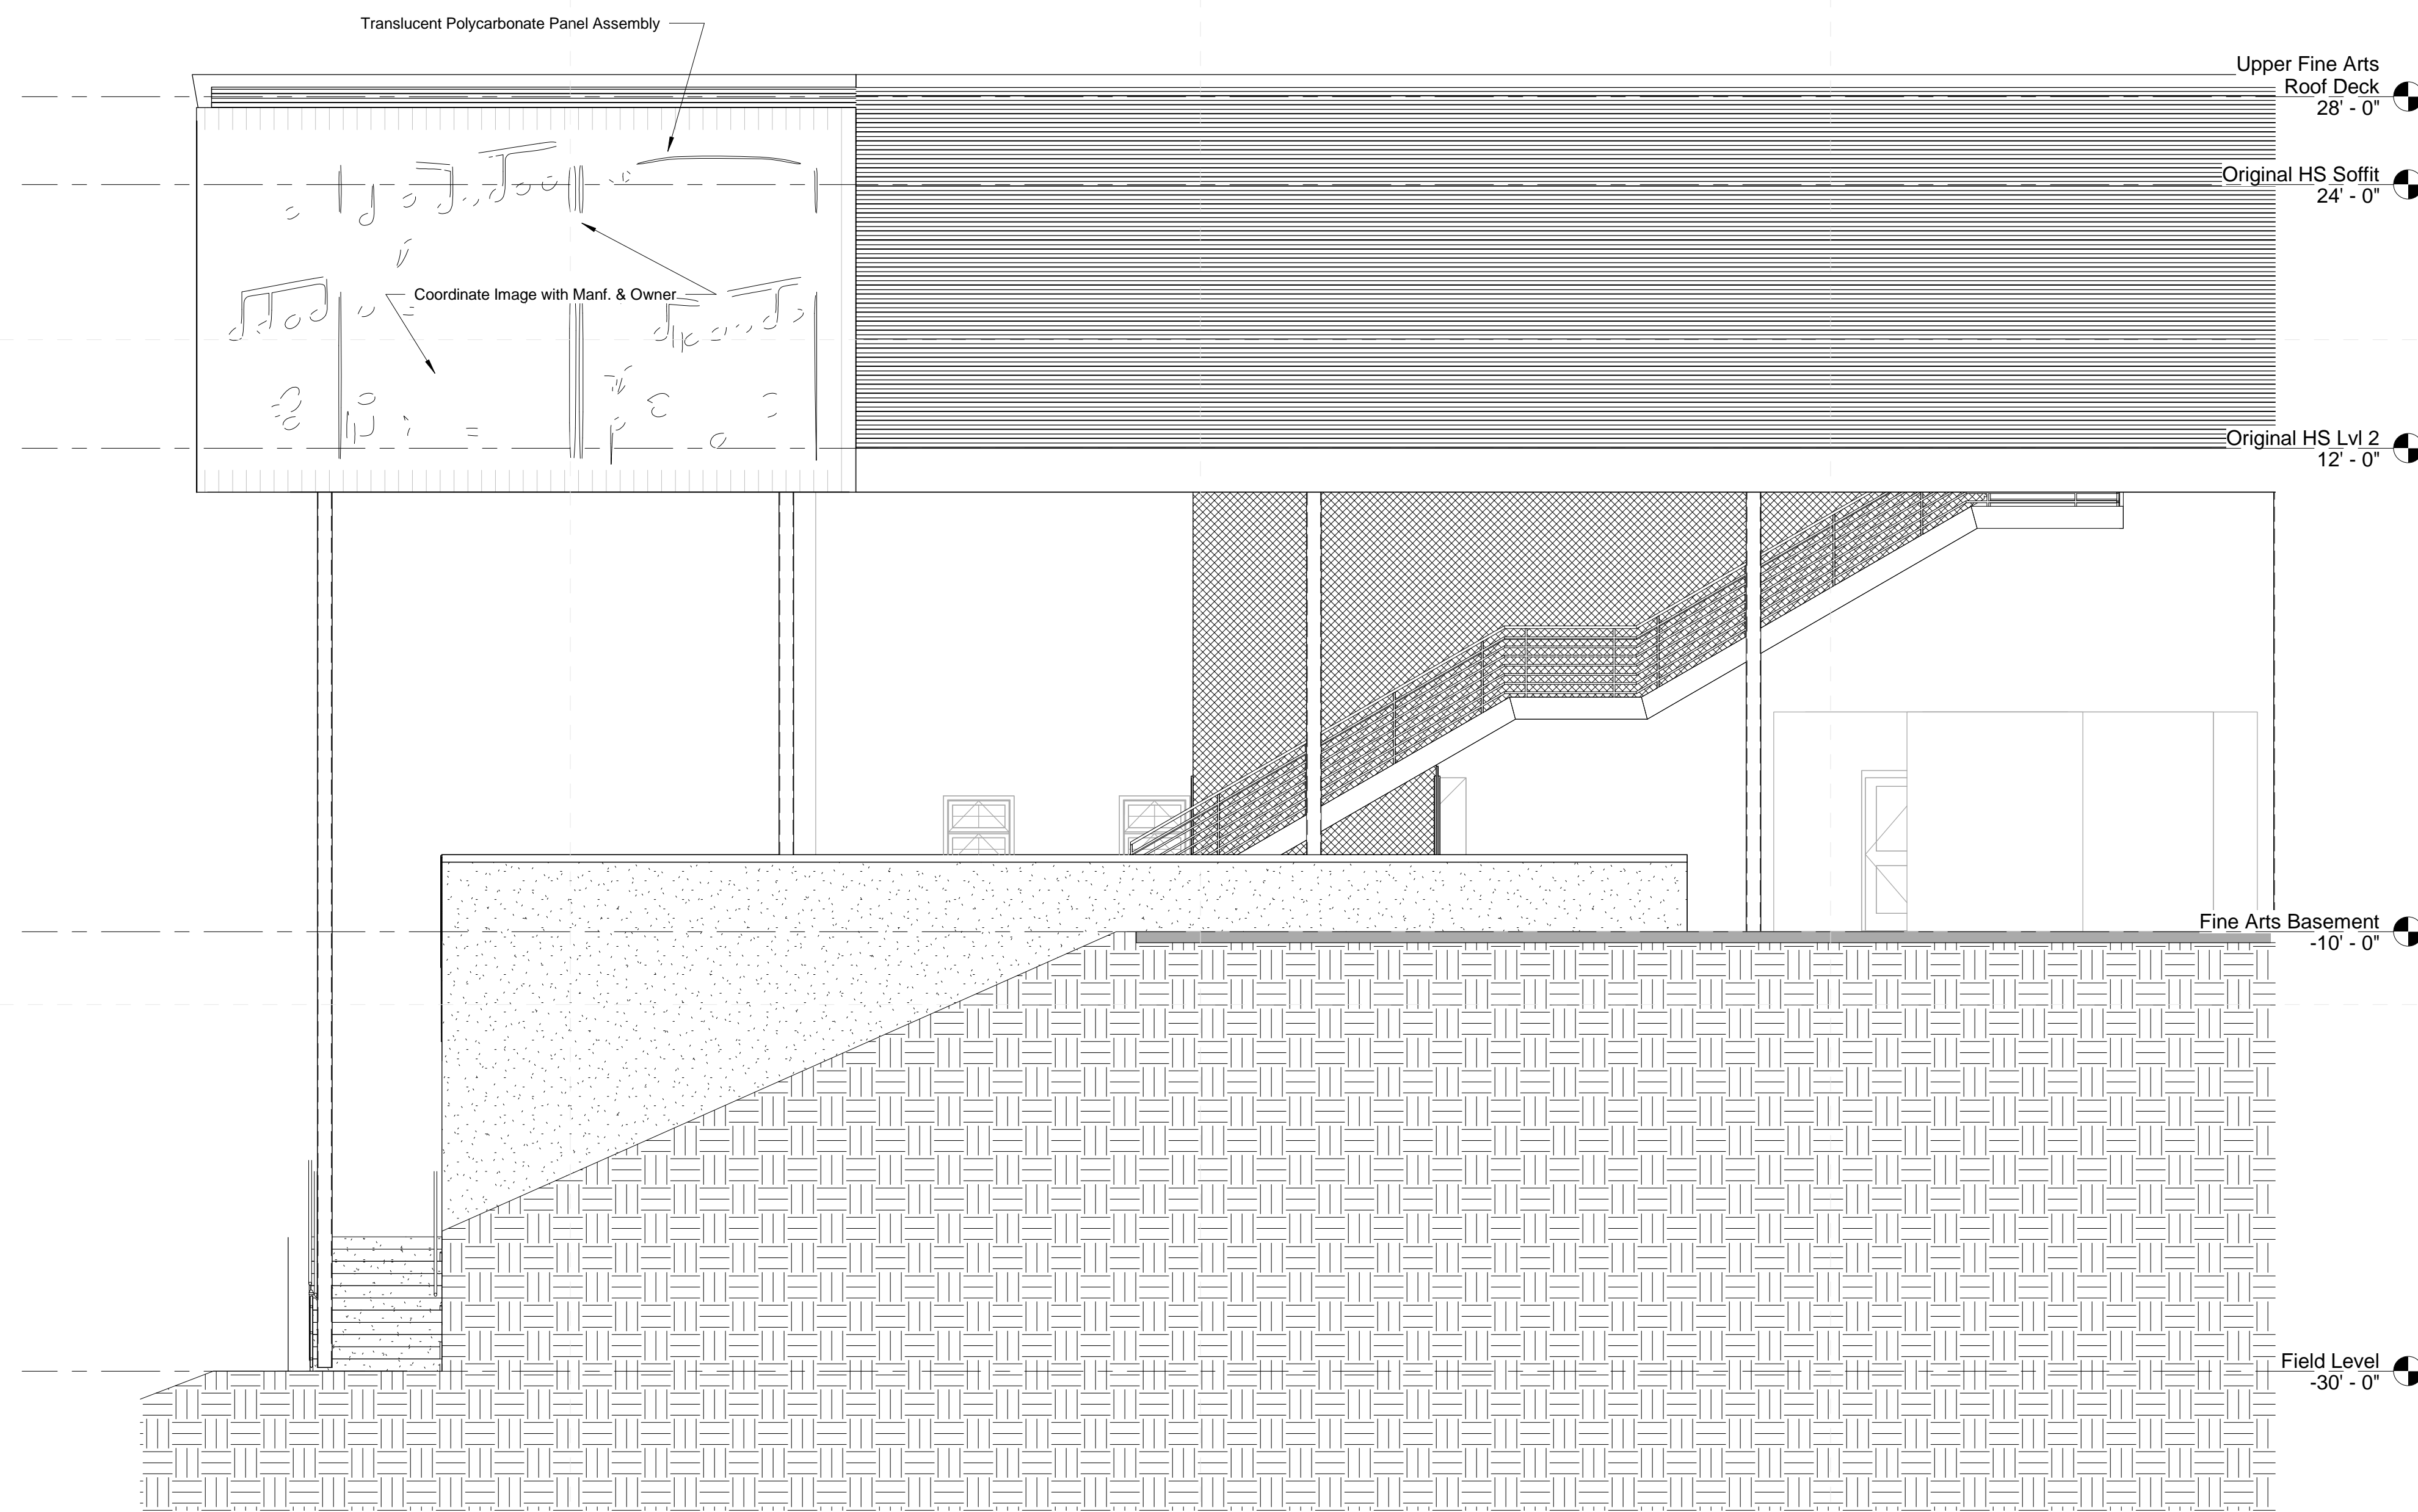 Translucent Polycarbonate Panel Assembly
Upper Fine Arts
Roof Deck
28' - 0"
Original HS Soffit
24' - 0"
Coordinate Image with Manf. & Owner
Original HS Lvl 2
12' - 0"
Fine Arts Basement
-10' - 0"
Field Level
-30' - 0"